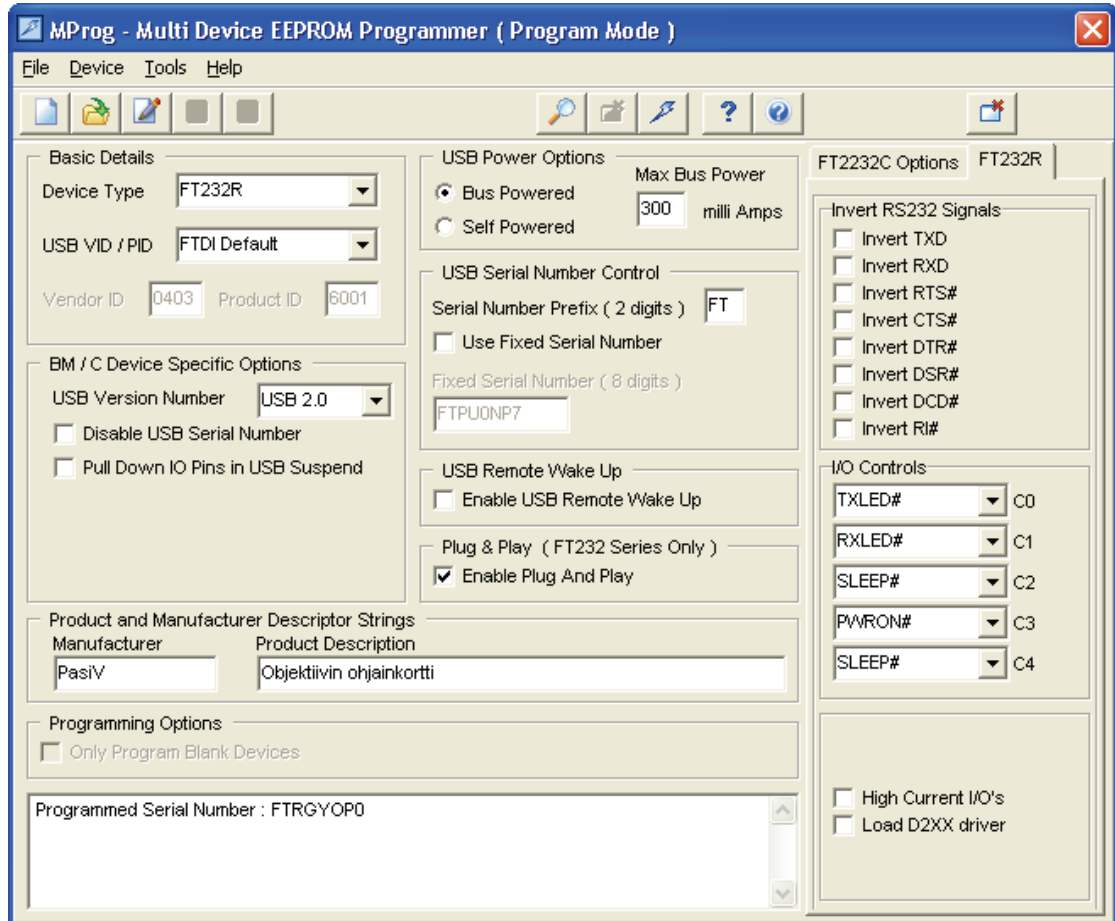 MProg - Multi Device EEPROM Programmer ( Program Mode )
File Device Tools Help
Basic Details
Device Type FT232R
USB VID / PID FTDI Default
Vendor ID 0403 Product ID 6001
BM / C Device Specific Options
USB Version Number USB 2.0
Disable USB Serial Number
Pull Down IO Pins in USB Suspend
USB Power Options
Bus Powered
Self Powered
Max Bus Power
300 milli Amps
USB Serial Number Control
Serial Number Prefix ( 2 digits ) FT
Use Fixed Serial Number
Fixed Serial Number ( 8 digits )
FTPU0NP7
USB Remote Wake Up
Enable USB Remote Wake Up
Plug & Play ( FT232 Series Only )
Enable Plug And Play
Product and Manufacturer Descriptor Strings
Manufacturer Product Description
PasiV Objektiivin ohjainkortti
Programming Options
Only Program Blank Devices
Programmed Serial Number : FTRGYOP0
FT2232C Options FT232R
Invert RS232 Signals
Invert TXD
Invert RXD
Invert RTS#
Invert CTS#
Invert DTR#
Invert DSR#
Invert DCD#
Invert RI#
I/O Controls
TXLED# C0
RXLED# C1
SLEEP# C2
PWRON# C3
SLEEP# C4
High Current I/O's
Load D2XX driver